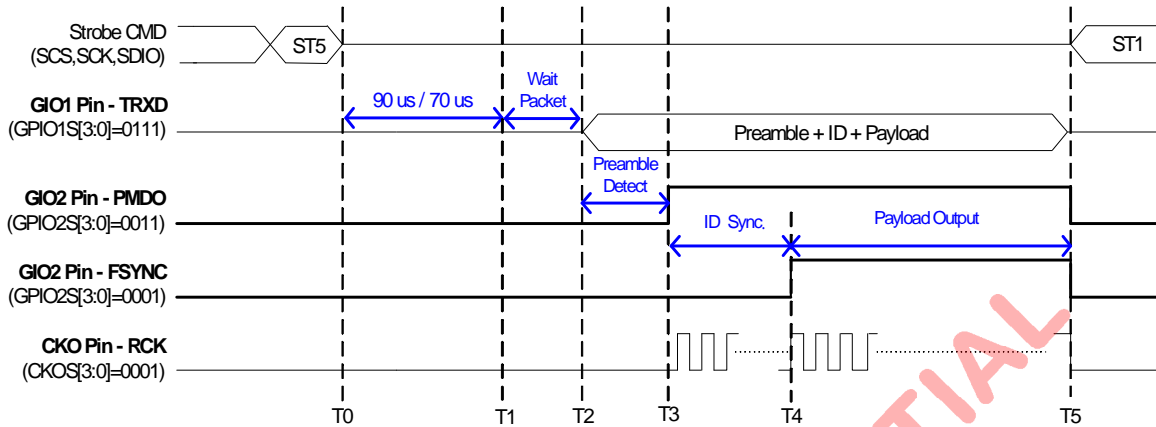 Strobe CMD
(SCS,SCK,SDIO)
ST5
ST1
GIO1 Pin - TRXD
(GPIO1S[3:0]=0111)
90 us / 70 us
Wait
Packet
Preamble + ID + Payload
GIO2 Pin - PMDO
(GPIO2S[3:0]=0011)
Preamble
Detect
ID Sync.
Payload Output
GIO2 Pin - FSYNC
(GPIO2S[3:0]=0001)
CKO Pin - RCK
(CKOS[3:0]=0001)
T0
T1
T2
T3
T4
T5
TIAL